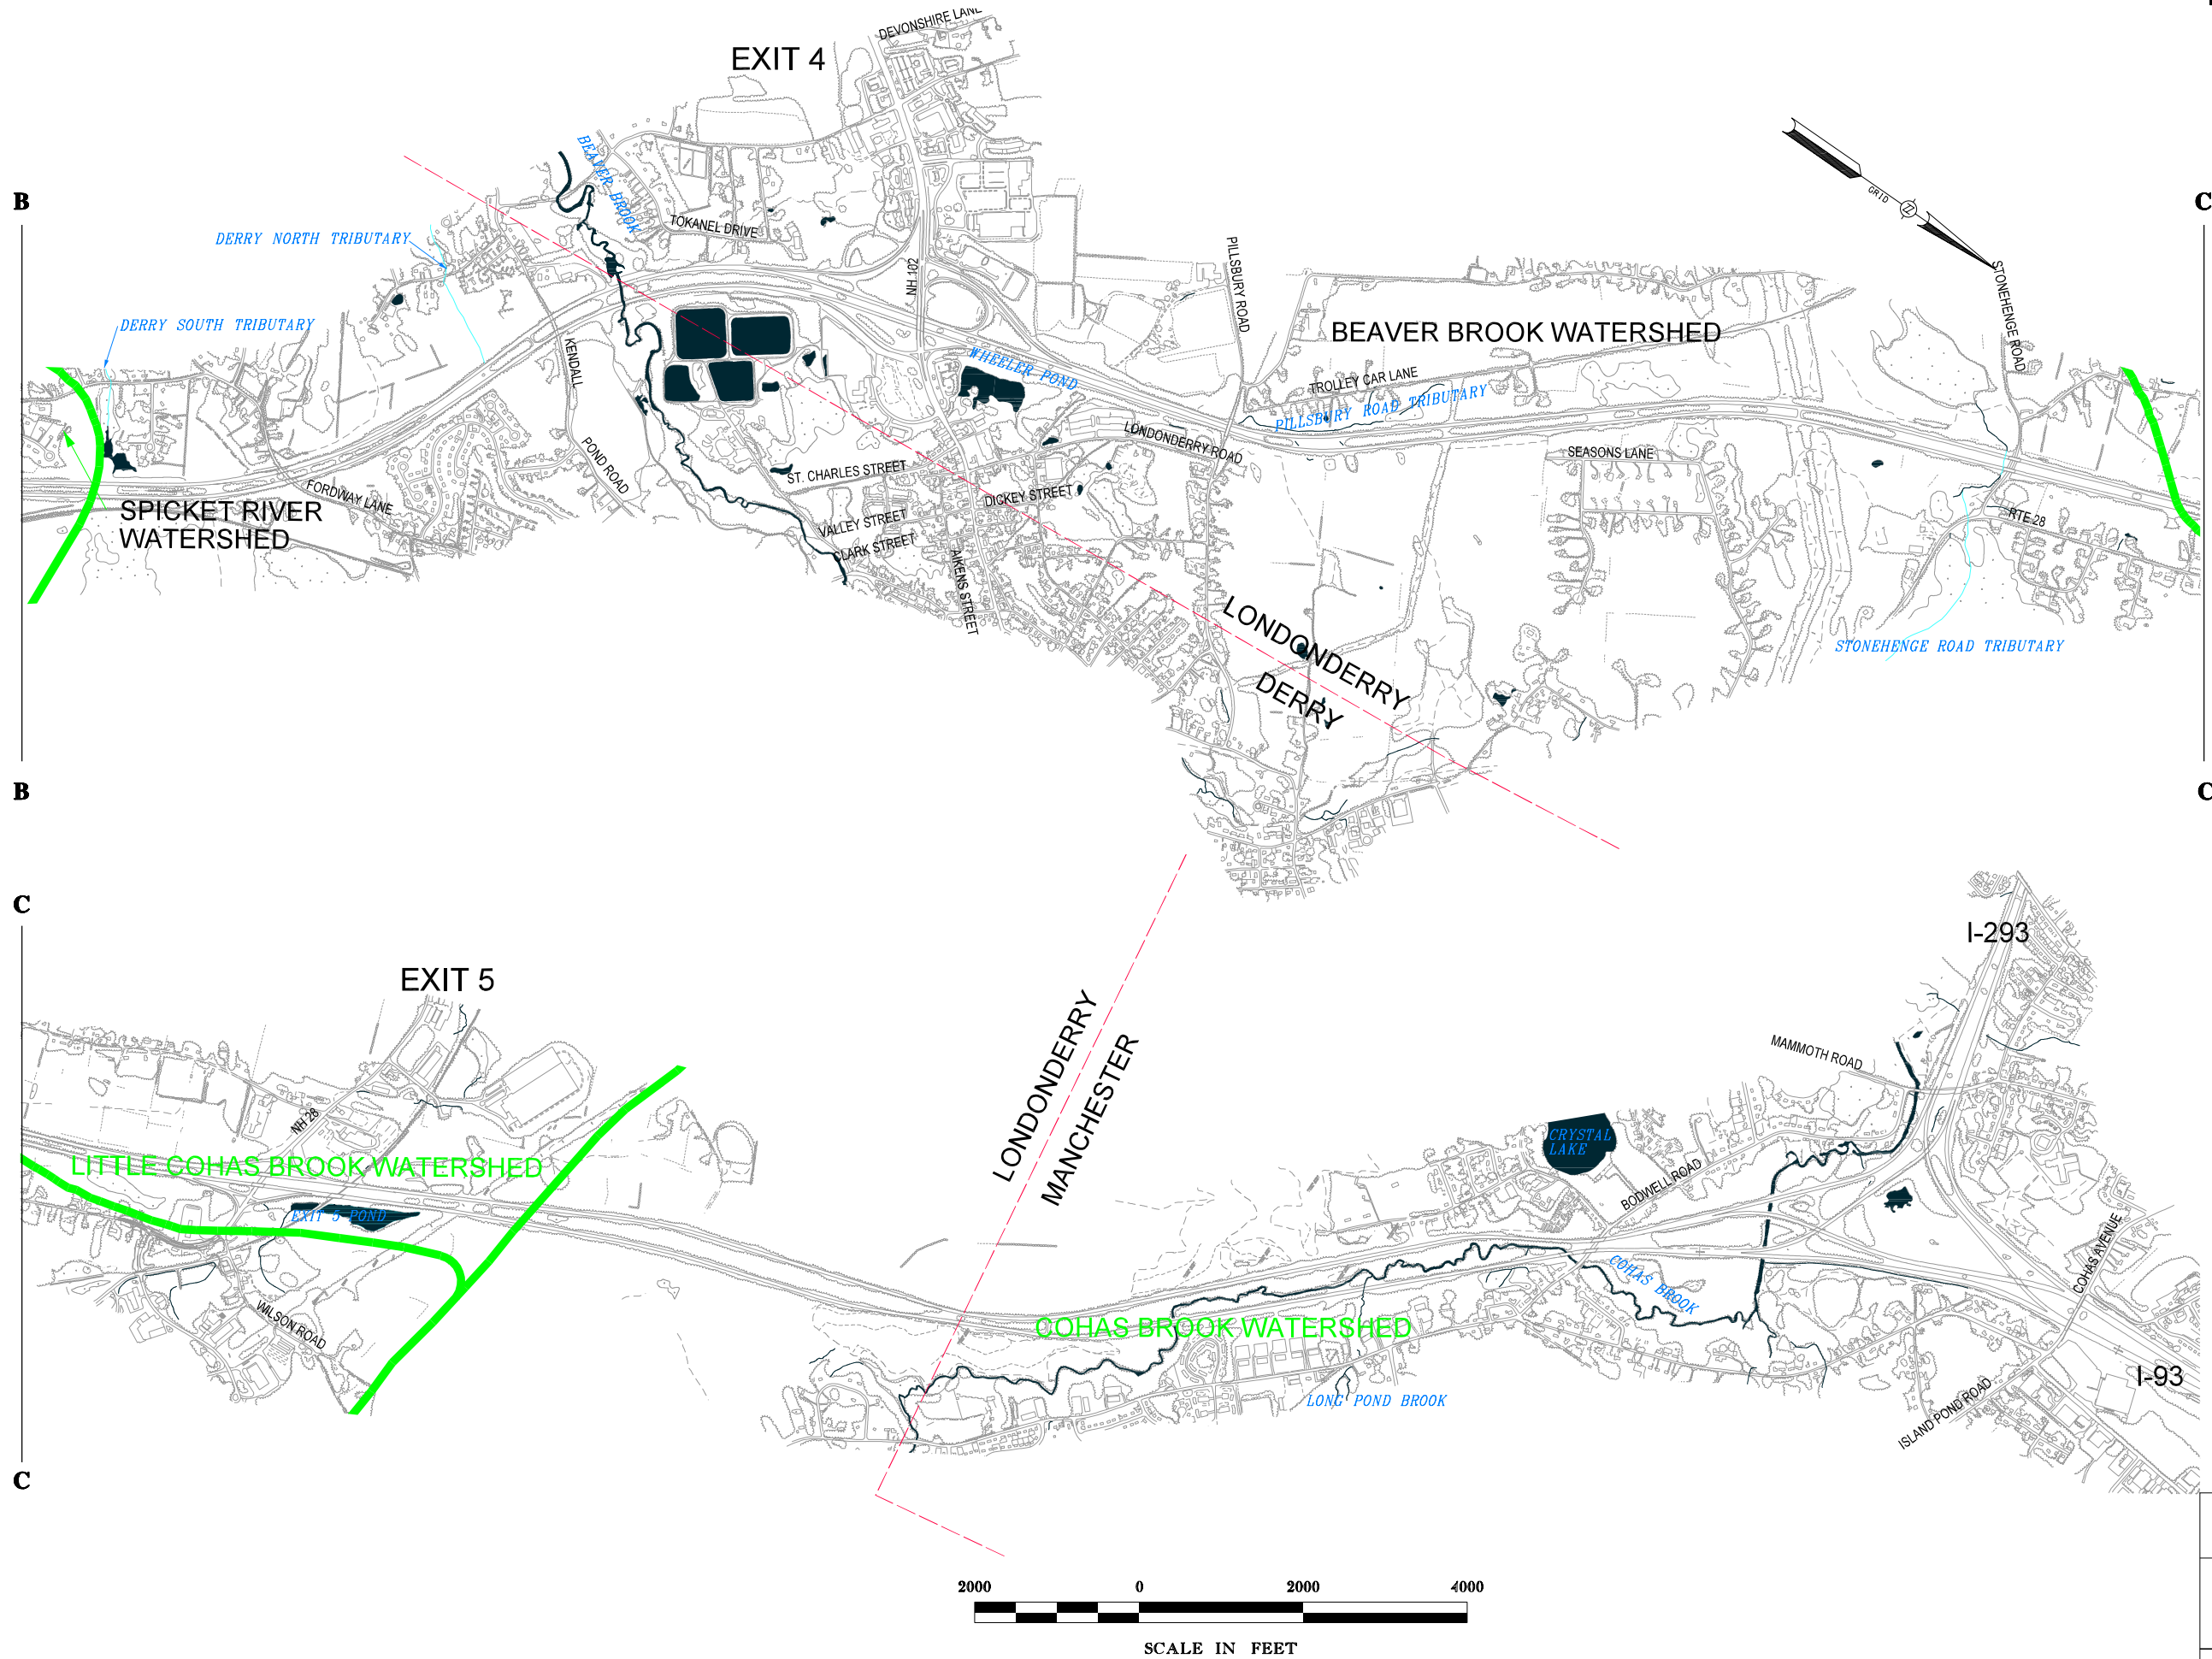 DEVONSHIRE LANE
EXIT 4
BEAVER BROOK
B
C
GRID
N
TOKANEL DRIVE
DERRY NORTH TRIBUTARY
NH 102
PILLSBURY ROAD
STONEHENGE ROAD
DERRY SOUTH TRIBUTARY
BEAVER BROOK WATERSHED
KENDALL
POND ROAD
WHEELER POND
TROLLEY CAR LANE
PILLSBURY ROAD TRIBUTARY
LONDONDERRY ROAD
SEASONS LANE
ST. CHARLES STREET
DICKEY STREET
FORDWAY LANE
SPICKET RIVER
WATERSHED
VALLEY STREET
CLARK STREET
AIKENS STREET
RTE 28
LONDONDERRY
DERRY
STONEHENGE ROAD TRIBUTARY
B
C
C
EXIT 5
I-293
LONDONDERRY
MANCHESTER
MAMMOTH ROAD
NH 28
CRYSTAL
LAKE
LITTLE COHAS BROOK WATERSHED
BODWELL ROAD
EXIT 5 POND
COHAS AVENUE
COHAS BROOK
WILSON ROAD
COHAS BROOK WATERSHED
LONG POND BROOK
I-93
ISLAND POND ROAD
C
2000 0 2000 4000
SCALE IN FEET